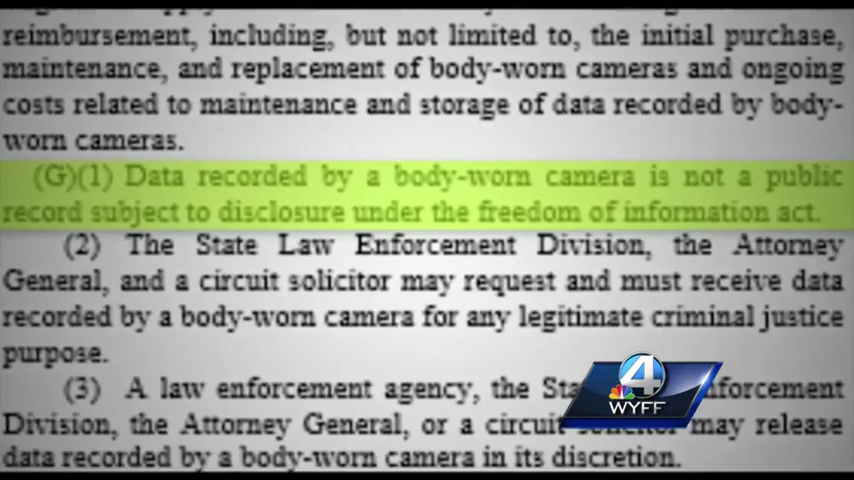 reimbursement, including, but not limited to, the initial purchase,
maintenance, and replacement of body-worn cameras and ongoing
costs related to maintenance and storage of data recorded by body-
worn cameras.
(G)(1) Data recorded by a body-worn camera is not a public
record subject to disclosure under the freedom of information act.
(2) The State Law Enforcement Division, the Attorney
General, and a circuit solicitor may request and must receive data
recorded by a body-worn camera for any legitimate criminal justice
purpose.
(3) A law enforcement agency, the Sta nforcement
Division, the Attorney General, or a circuit solicitor may release
data recorded by a body-worn camera in its discretion.
4
WYFF